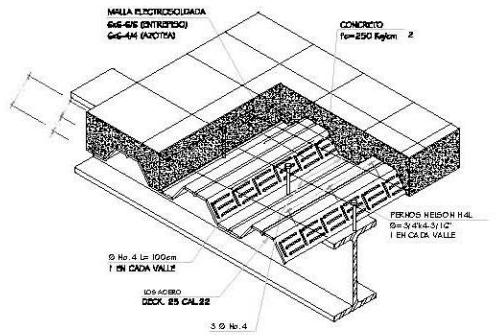 MALLA ELECTROSOLDADA
6x6-6/6 (ENTREPISO)
6x6-4/4 (AZOTEA)
CONCRETO
f'c=250 Kg/cm 2
PERNOS NELSON H4L
Ø= 3/4"x4-3/16"
1 EN CADA VALLE
Ø No.4 L= 100cm
1 EN CADA VALLE
LOSACERO
DECK. 25 CAL.22
3 Ø No.4